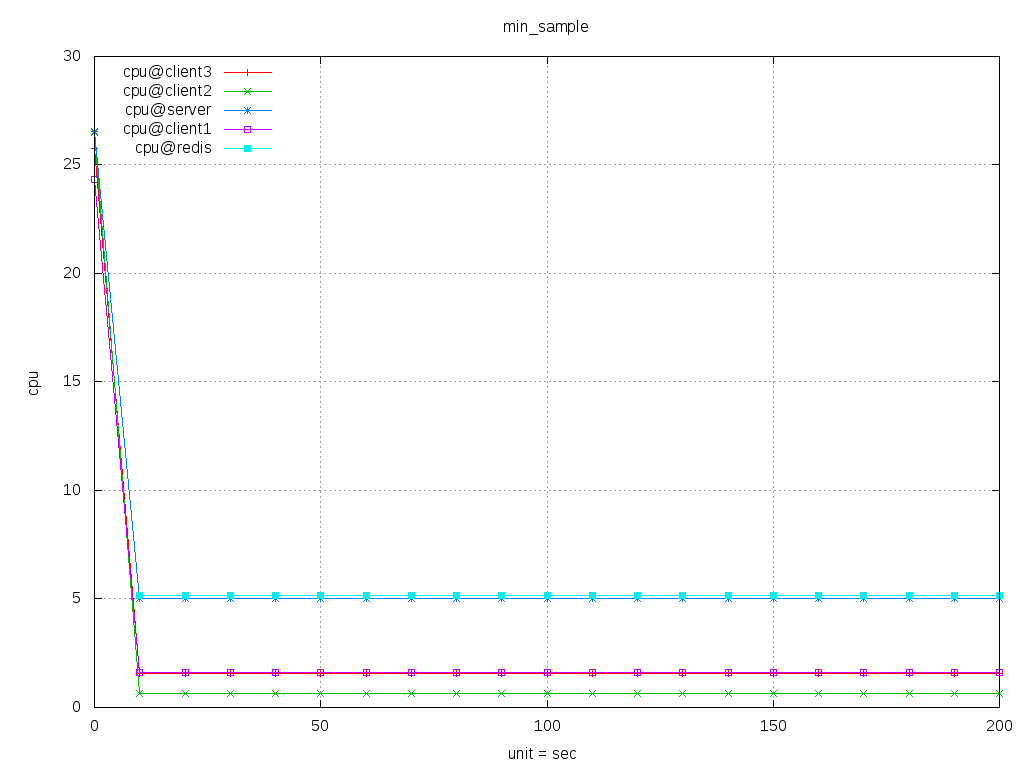 min_sample
30
25
20
15
10
5
0
cpu
cpu@client3
cpu@client2
cpu@server
cpu@client1
cpu@redis
0 50 100 150 200
unit = sec